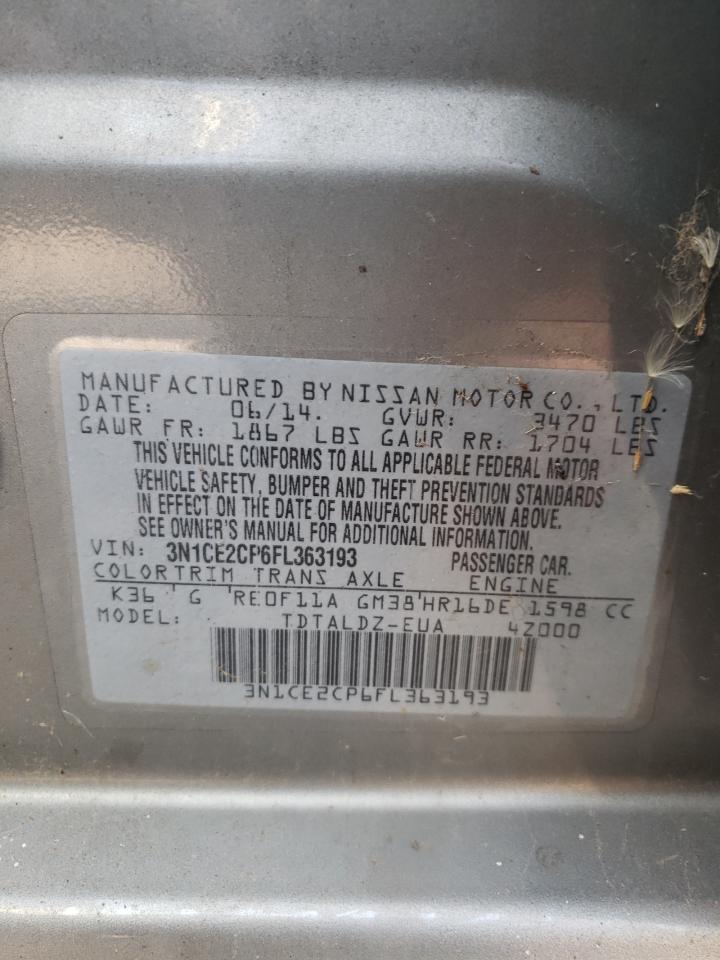 MANUFACTURED BY NISSAN MOTOR CO., LTD.
DATE: 06/14. GVWR: 3470 LBS
GAWR FR: 1867 LBS GAWR RR: 1704 LBS
THIS VEHICLE CONFORMS TO ALL APPLICABLE FEDERAL MOTOR
VEHICLE SAFETY, BUMPER AND THEFT PREVENTION STANDARDS
IN EFFECT ON THE DATE OF MANUFACTURE SHOWN ABOVE.
SEE OWNER'S MANUAL FOR ADDITIONAL INFORMATION.
VIN: 3N1CE2CP6FL363193 PASSENGER CAR.
COLOR TRIM TRANS AXLE ENGINE
K36 G RE0F11A GM38 HR16DE 1598 CC
MODEL: TDTALDZ-EUA 4Z000
3N1CE2CP6FL363193